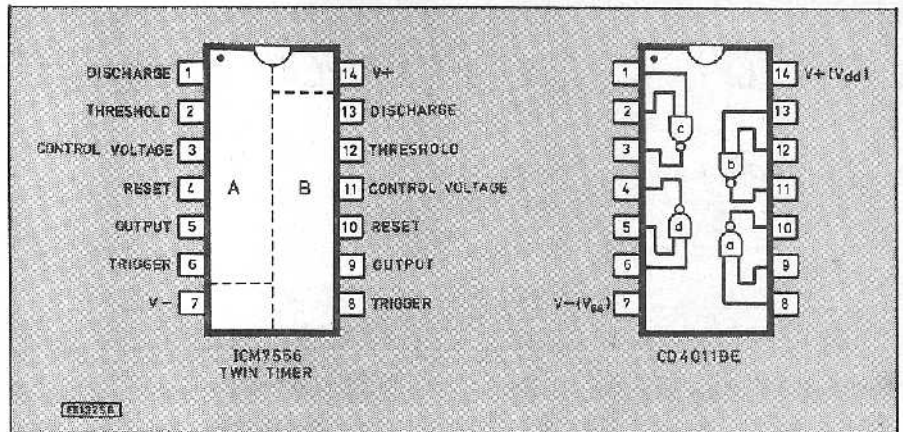 DISCHARGE 1
THRESHOLD 2
CONTROL VOLTAGE 3
RESET 4
OUTPUT 5
TRIGGER 6
V- 7
A B
14 V+
13 DISCHARGE
12 THRESHOLD
11 CONTROL VOLTAGE
10 RESET
9 OUTPUT
8 TRIGGER
ICM7556
TWIN TIMER
1
2
3
4
5
6
V-(Vss) 7
c
b
d
a
14 V+(Vdd)
13
12
11
10
9
8
CD4011BE